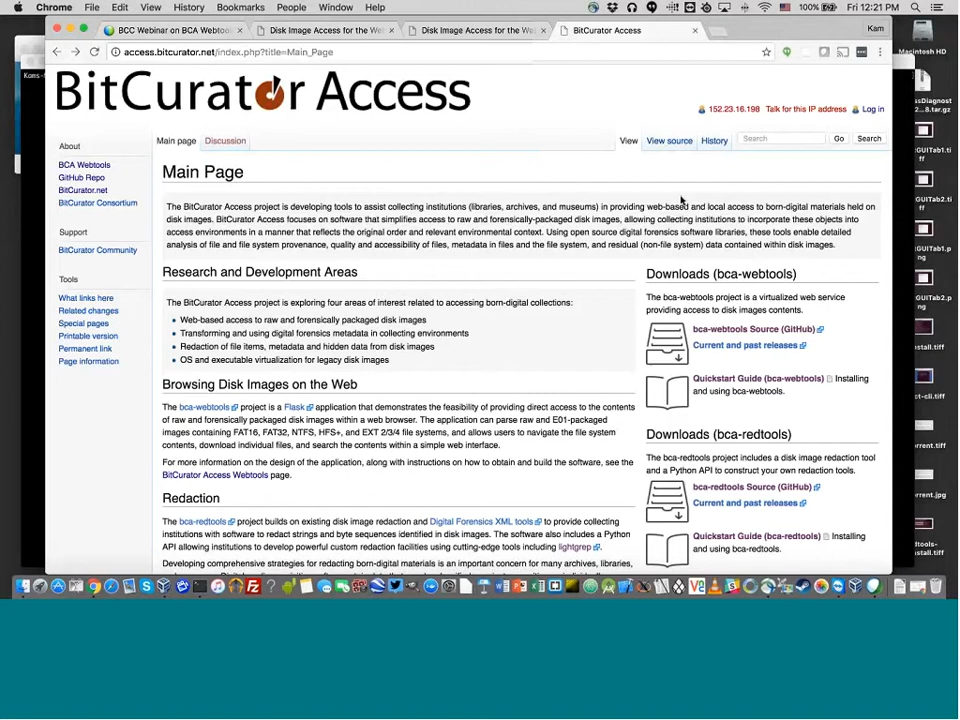 Chrome File Edit View History Bookmarks People Window Help 100% Fri 12:21 PM
BCC Webinar on BCA Webtools
Disk Image Access for the We
Disk Image Access for the We
BitCurator Access
Kam
access.bitcurator.net/index.php?title=Main_Page
Macintosh HD
BitCurator Access
152.23.16.198 Talk for this IP address Log in
Main page Discussion View View source History Search Go Search
About
BCA Webtools
GitHub Repo
BitCurator.net
BitCurator Consortium
Support
BitCurator Community
Tools
What links here
Related changes
Special pages
Printable version
Permanent link
Page information
Main Page
The BitCurator Access project is developing tools to assist collecting institutions (libraries, archives, and museums) in providing web-based and local access to born-digital materials held on
disk images. BitCurator Access focuses on software that simplifies access to raw and forensically-packaged disk images, allowing collecting institutions to incorporate these objects into
access environments in a manner that reflects the original order and relevant environmental context. Using open source digital forensics software libraries, these tools enable detailed
analysis of file and file system provenance, quality and accessibility of files, metadata in files and the file system, and residual (non-file system) data contained within disk images.
Research and Development Areas
The BitCurator Access project is exploring four areas of interest related to accessing born-digital collections:
Web-based access to raw and forensically packaged disk images
Transforming and using digital forensics metadata in collecting environments
Redaction of file items, metadata and hidden data from disk images
OS and executable virtualization for legacy disk images
Browsing Disk Images on the Web
The bca-webtools project is a Flask application that demonstrates the feasibility of providing direct access to the contents
of raw and forensically packaged disk images within a web browser. The application can parse raw and E01-packaged
images containing FAT16, FAT32, NTFS, HFS+, and EXT 2/3/4 file systems, and allows users to navigate the file system
contents, download individual files, and search the contents within a simple web interface.
For more information on the design of the application, along with instructions on how to obtain and build the software, see the
BitCurator Access Webtools page.
Redaction
The bca-redtools project builds on existing disk image redaction and Digital Forensics XML tools to provide collecting
institutions with software to redact strings and byte sequences identified in disk images. The software also includes a Python
API allowing institutions to develop powerful custom redaction facilities using cutting-edge tools including lightgrep.
Developing comprehensive strategies for redacting born-digital materials is an important concern for many archives, libraries,
Downloads (bca-webtools)
The bca-webtools project is a virtualized web service
providing access to disk images contents.
bca-webtools Source (GitHub)
Current and past releases
Quickstart Guide (bca-webtools) Installing
and using bca-webtools.
Downloads (bca-redtools)
The bca-redtools project includes a disk image redaction tool
and a Python API to construct your own redaction tools.
bca-redtools Source (GitHub)
Current and past releases
Quickstart Guide (bca-redtools) Installing
and using bca-redtools.